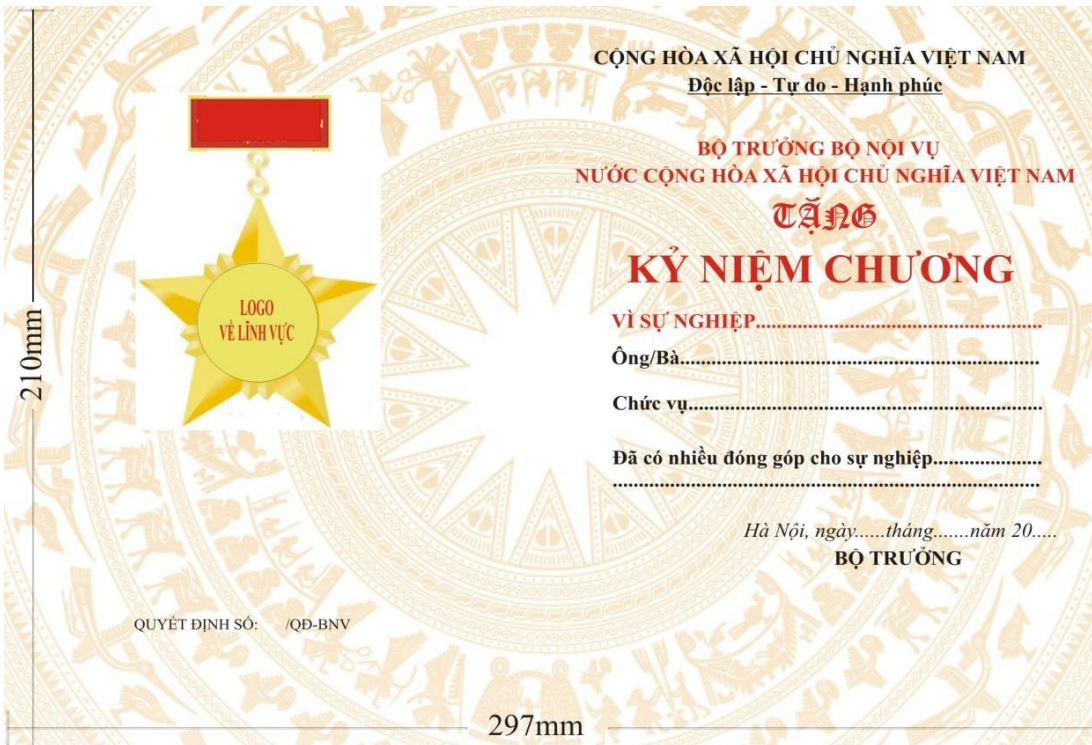 CỘNG HÒA XÃ HỘI CHỦ NGHĨA VIỆT NAM
Độc lập - Tự do - Hạnh phúc
BỘ TRƯỞNG BỘ NỘI VỤ
NƯỚC CỘNG HÒA XÃ HỘI CHỦ NGHĨA VIỆT NAM
TẶNG
KỶ NIỆM CHƯƠNG
VÌ SỰ NGHIỆP................................................
Ông/Bà............................................................
Chức vụ...........................................................
Đã có nhiều đóng góp cho sự nghiệp...................
........................................................................
Hà Nội, ngày......tháng.......năm 20.....
BỘ TRƯỞNG
LOGO
VỀ LĨNH VỰC
QUYẾT ĐỊNH SỐ: /QĐ-BNV
210mm
297mm